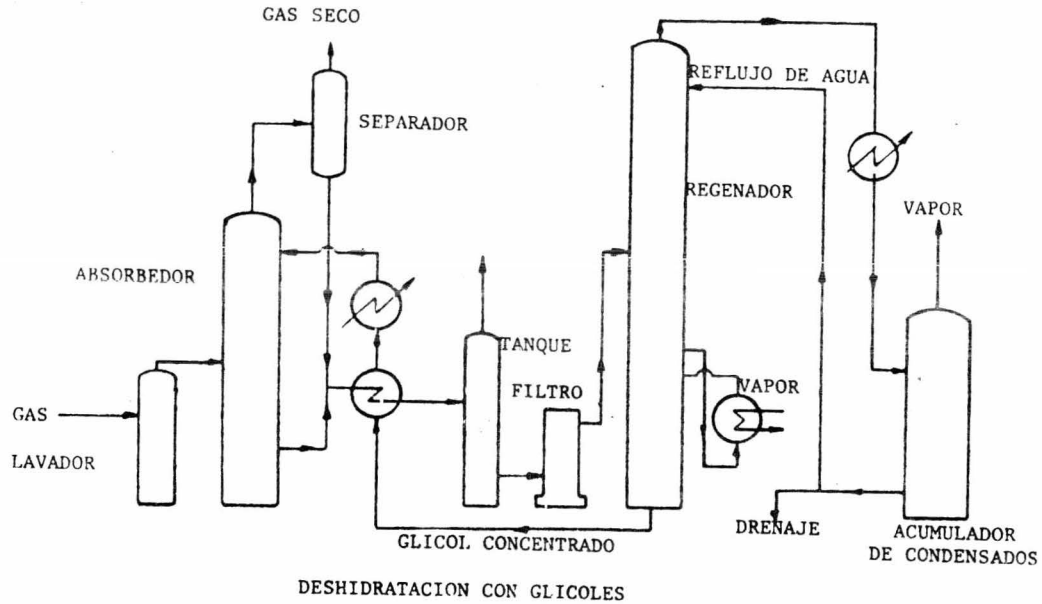 GAS SECO
REFLUJO DE AGUA
SEPARADOR
REGENADOR
VAPOR
ABSORBEDOR
TANQUE
FILTRO
VAPOR
GAS
LAVADOR
DRENAJE
ACUMULADOR
DE CONDENSADOS
GLICOL CONCENTRADO
DESHIDRATACION CON GLICOLES